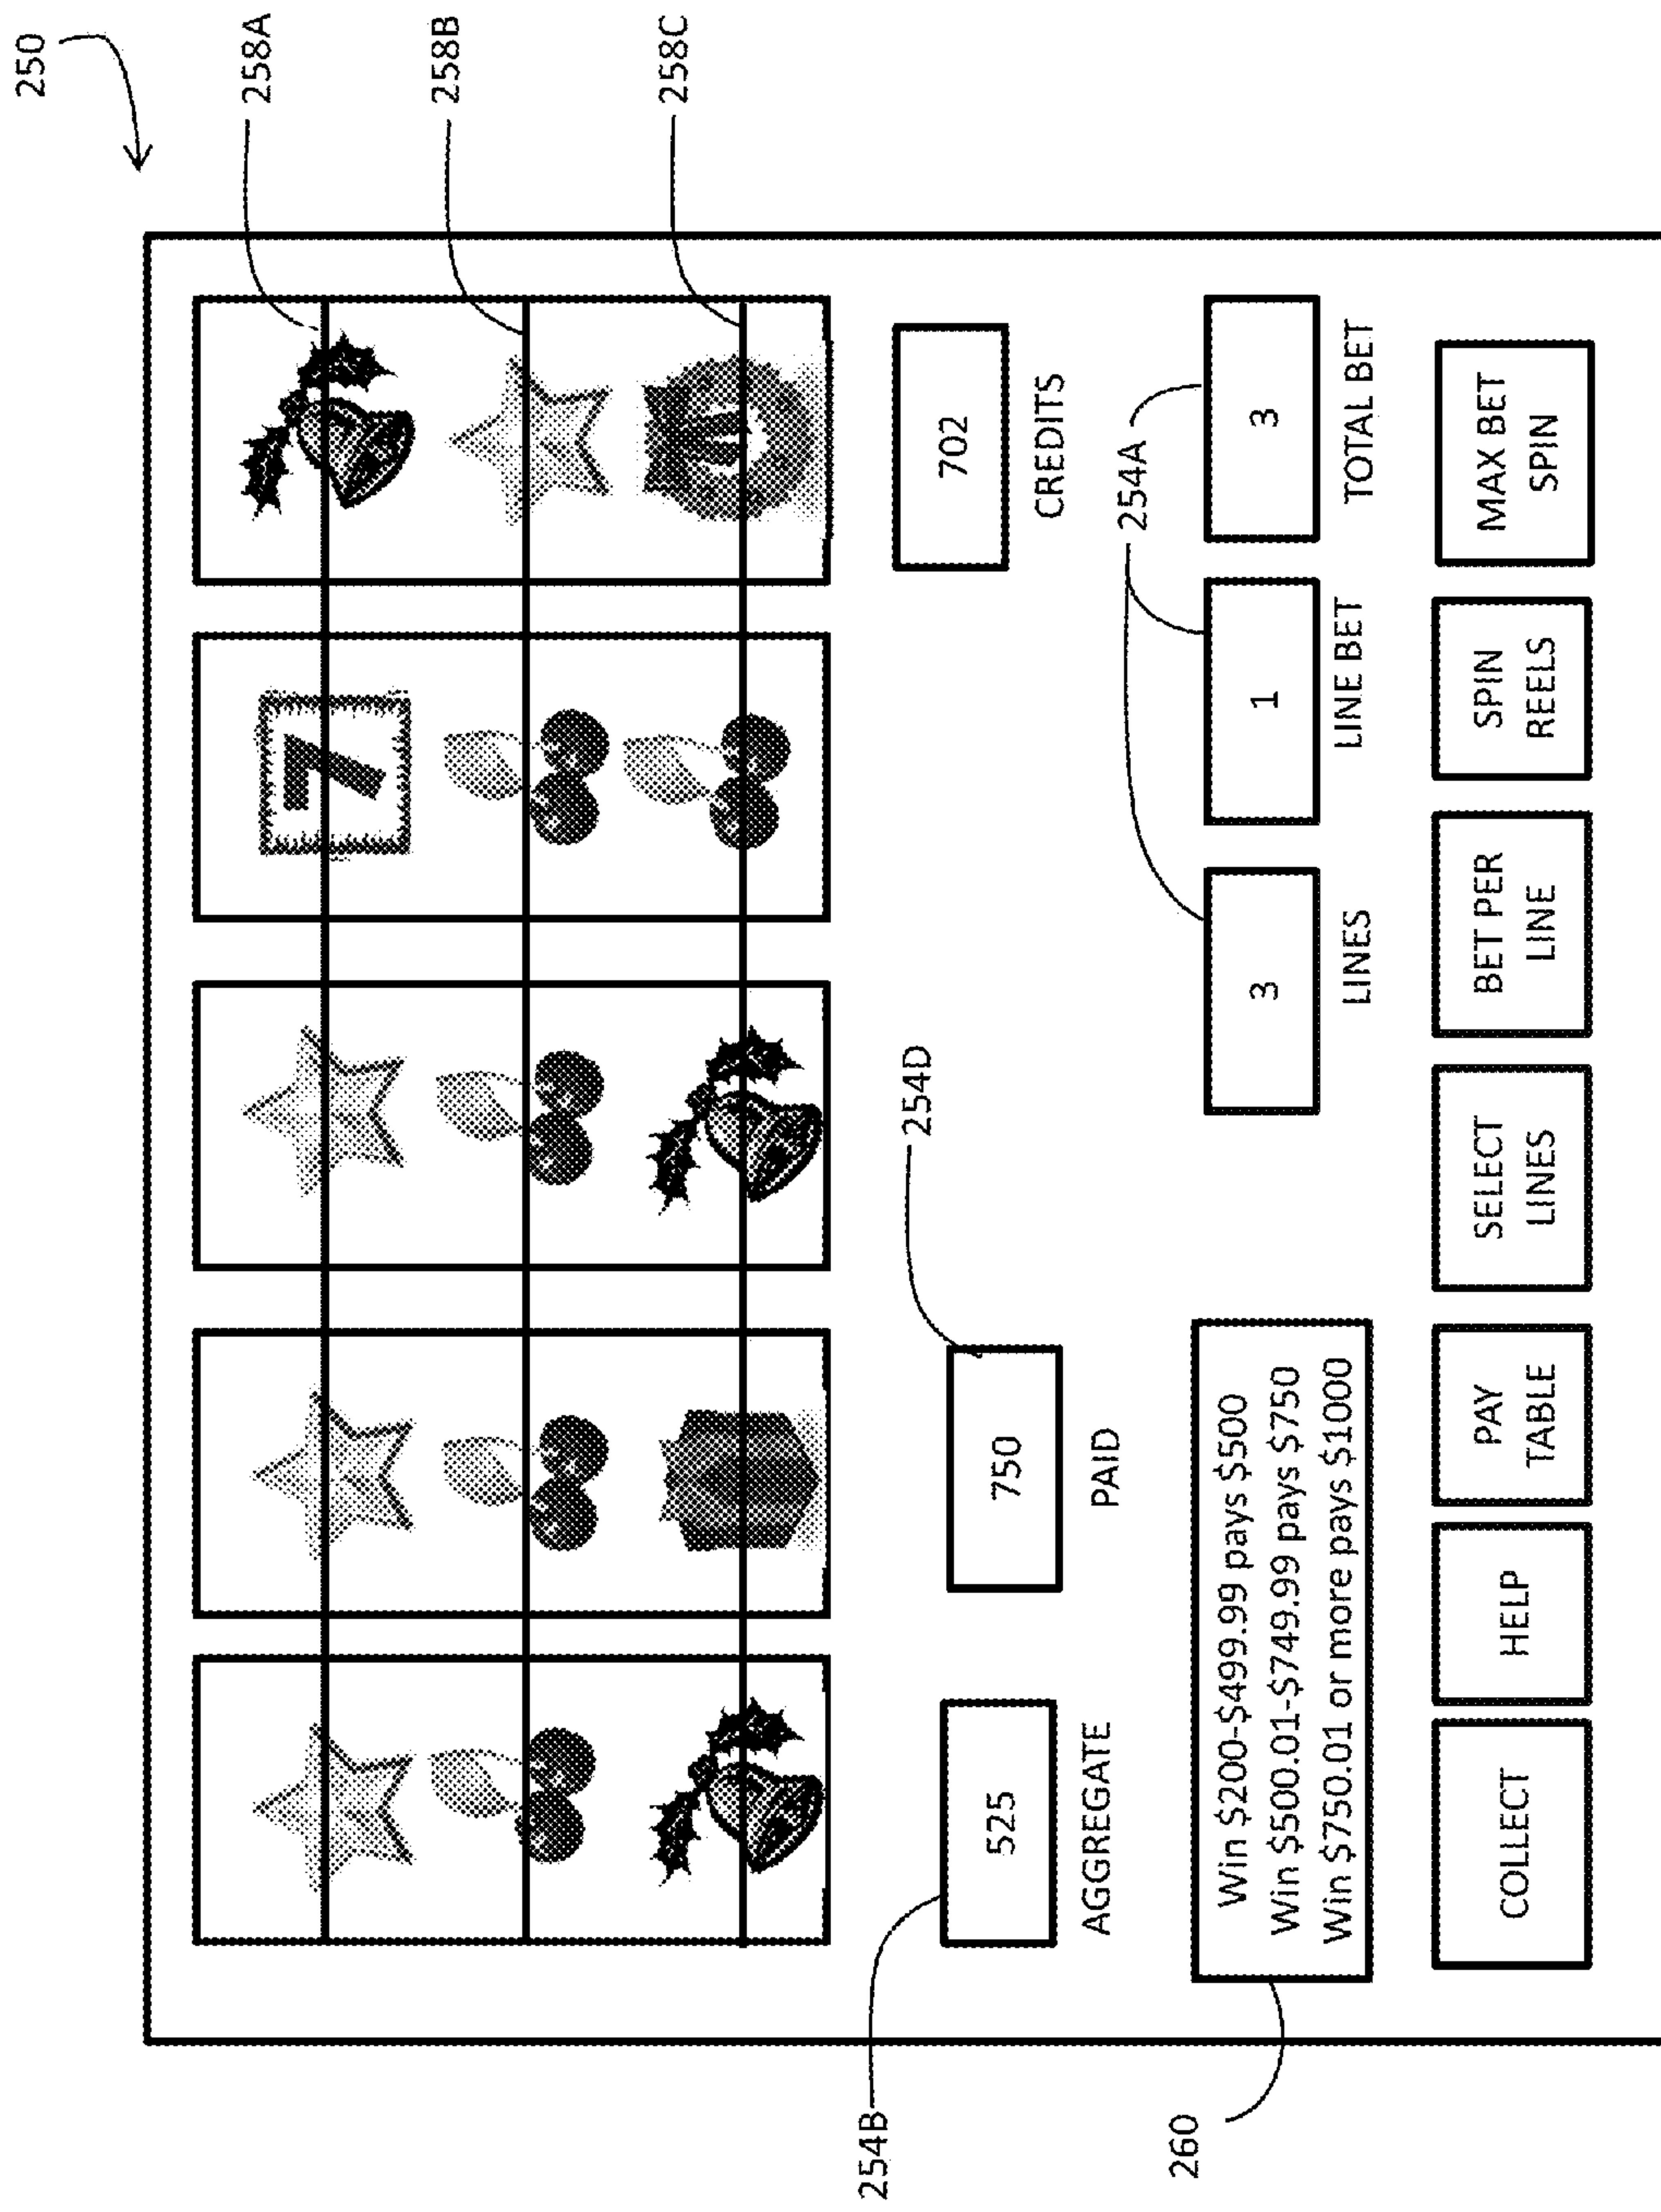 250
258A
258B
258C
7
702
CREDITS
254D
750
PAID
254B
525
AGGREGATE
254A
3
LINES
1
LINE BET
3
TOTAL BET
260
Win $200-$499.99 pays $500
Win $500.01-$749.99 pays $750
Win $750.01 or more pays $1000
COLLECT
HELP
PAY
TABLE
SELECT
LINES
BET PER
LINE
SPIN
REELS
MAX BET
SPIN